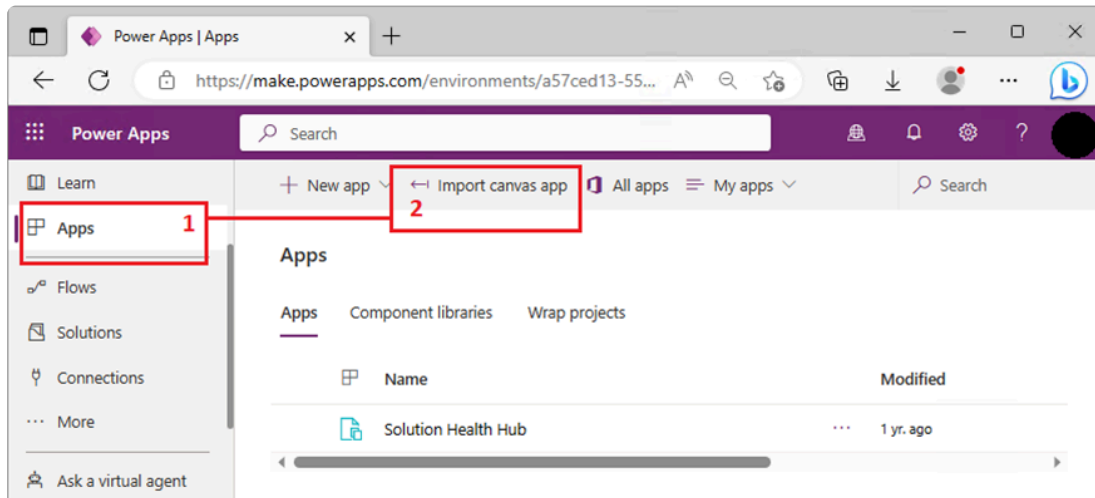 Power Apps | Apps
https://make.powerapps.com/environments/a57ced13-55...
Power Apps
Search
?
Learn
New app
Import canvas app
All apps
My apps
Search
Apps
1
2
Apps
Flows
Apps
Component libraries
Wrap projects
Solutions
Connections
Name
Modified
More
Solution Health Hub
1 yr. ago
Ask a virtual agent